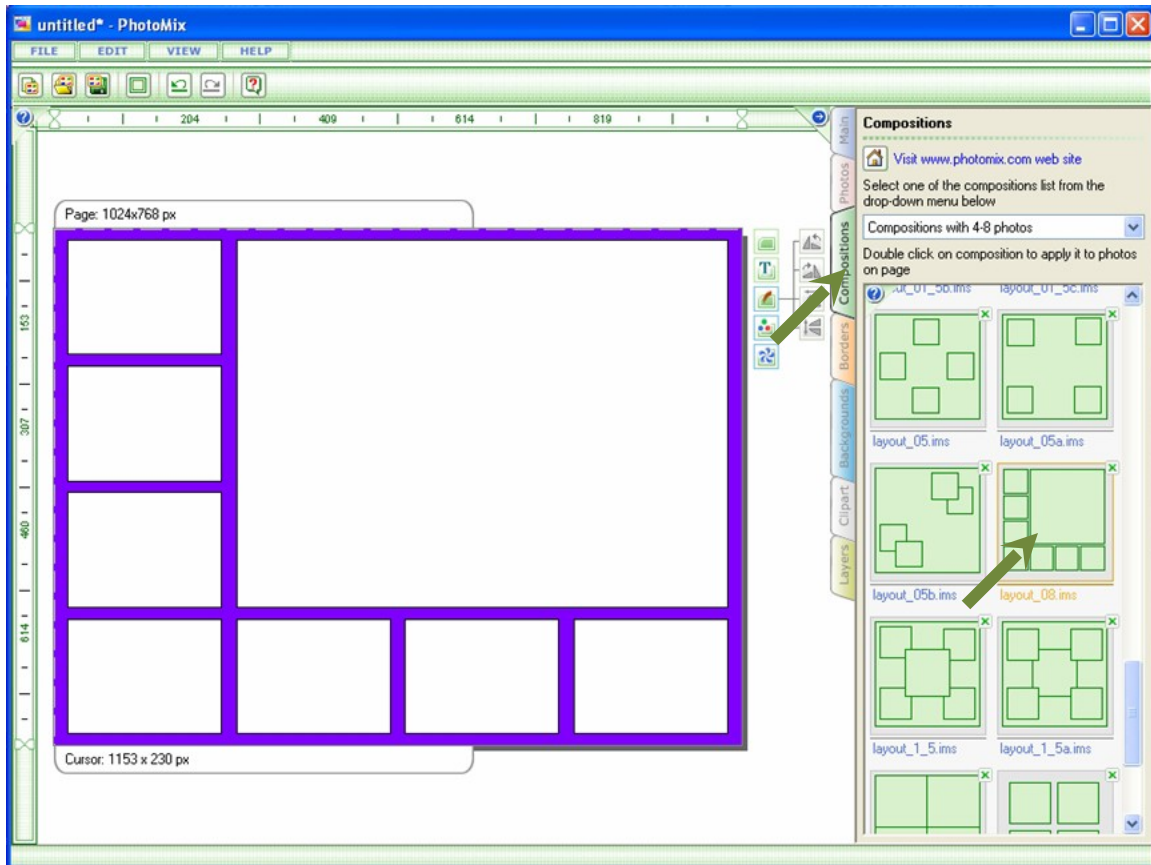 untitled* - PhotoMix
FILE EDIT VIEW HELP
204 409 614 819
153
307
460
614
Page: 1024x768 px
Cursor: 1153 x 230 px
Main
Photos
Compositions
Borders
Backgrounds
Clipart
Layers
Compositions
Visit www.photomix.com web site
Select one of the compositions list from the
drop-down menu below
Compositions with 4-8 photos
Double click on composition to apply it to photos
on page
layout_01_5c.ims
layout_05.ims layout_05a.ims
layout_05b.ims layout_08.ims
layout_1_5.ims layout_1_5a.ims